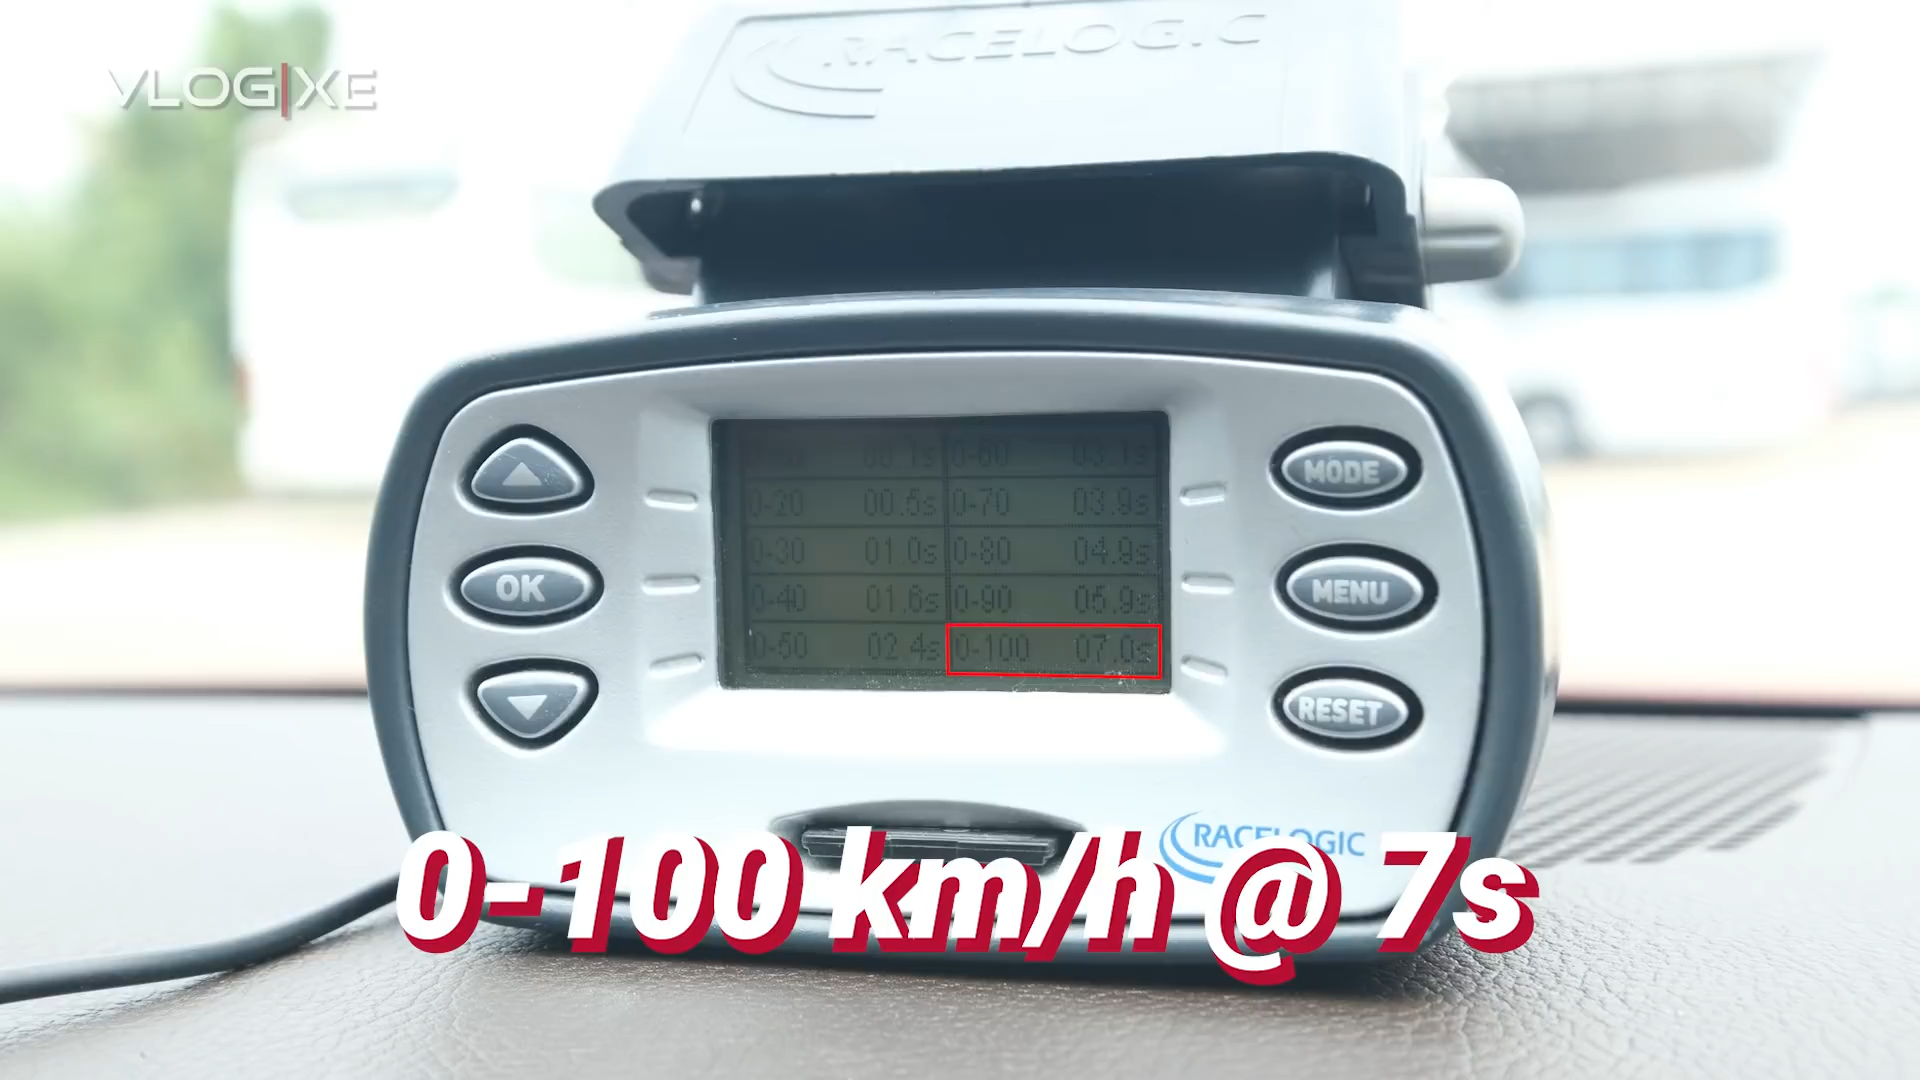 VLOG|XE
RACELOGIC
00.1s 0-60 03.1s
0-20 00.5s 0-70 03.9s
0-30 01.0s 0-80 04.9s
OK
0-40 01.6s 0-90 05.9s
0-50 02.4s 0-100 07.0s
MODE
MENU
RESET
RACELOGIC
0-100 km/h @ 7s